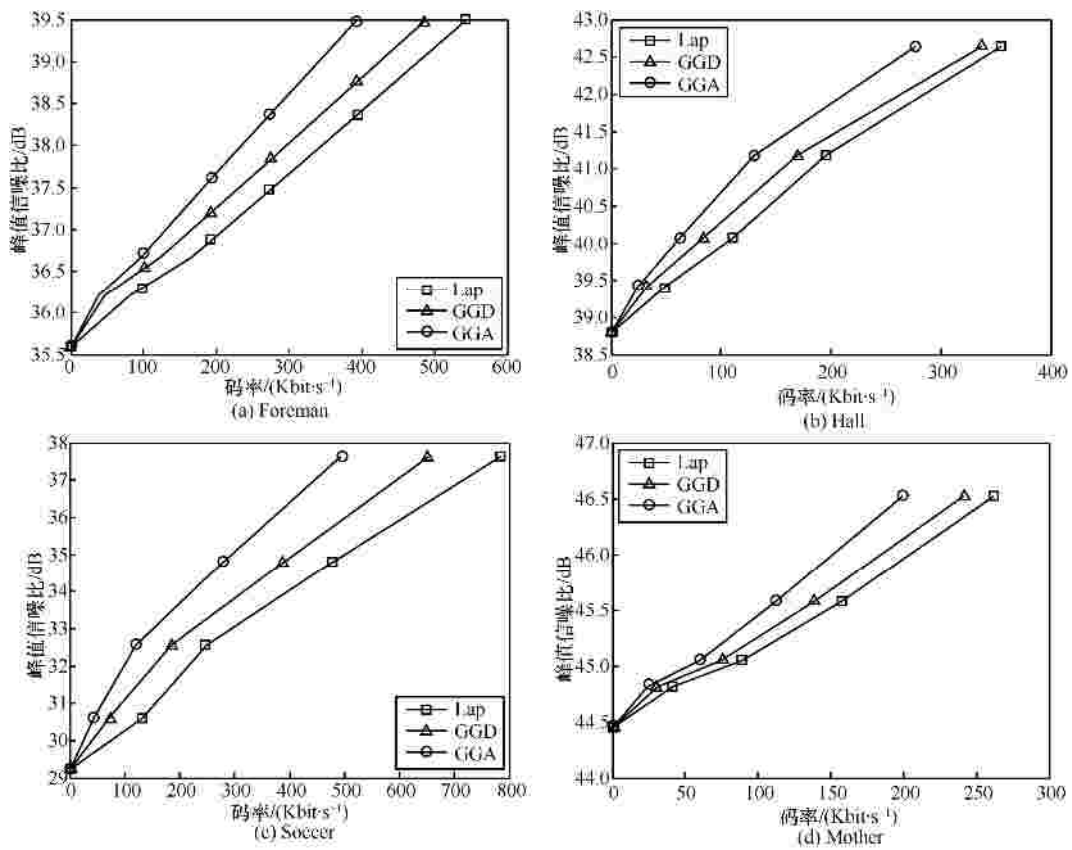 39.5
39.0
38.5
38.0
37.5
37.0
36.5
36.0
35.5
峰值信噪比/dB
Lap
GGD
GGA
0 100 200 300 400 500 600
码率/(Kbit·s⁻¹)
(a) Foreman
43.0
42.5
42.0
41.5
41.0
40.5
40.0
39.5
39.0
38.5
峰值信噪比/dB
Lap
GGD
GGA
0 100 200 300 400
码率/(Kbit·s⁻¹)
(b) Hall
38
37
36
35
34
33
32
31
30
29
峰值信噪比/dB
Lap
GGD
GGA
0 100 200 300 400 500 600 700 800
码率/(Kbit·s⁻¹)
(c) Soccer
47.0
46.5
46.0
45.5
45.0
44.5
44.0
峰值信噪比/dB
Lap
GGD
GGA
0 50 100 150 200 250 300
码率/(Kbit·s⁻¹)
(d) Mother